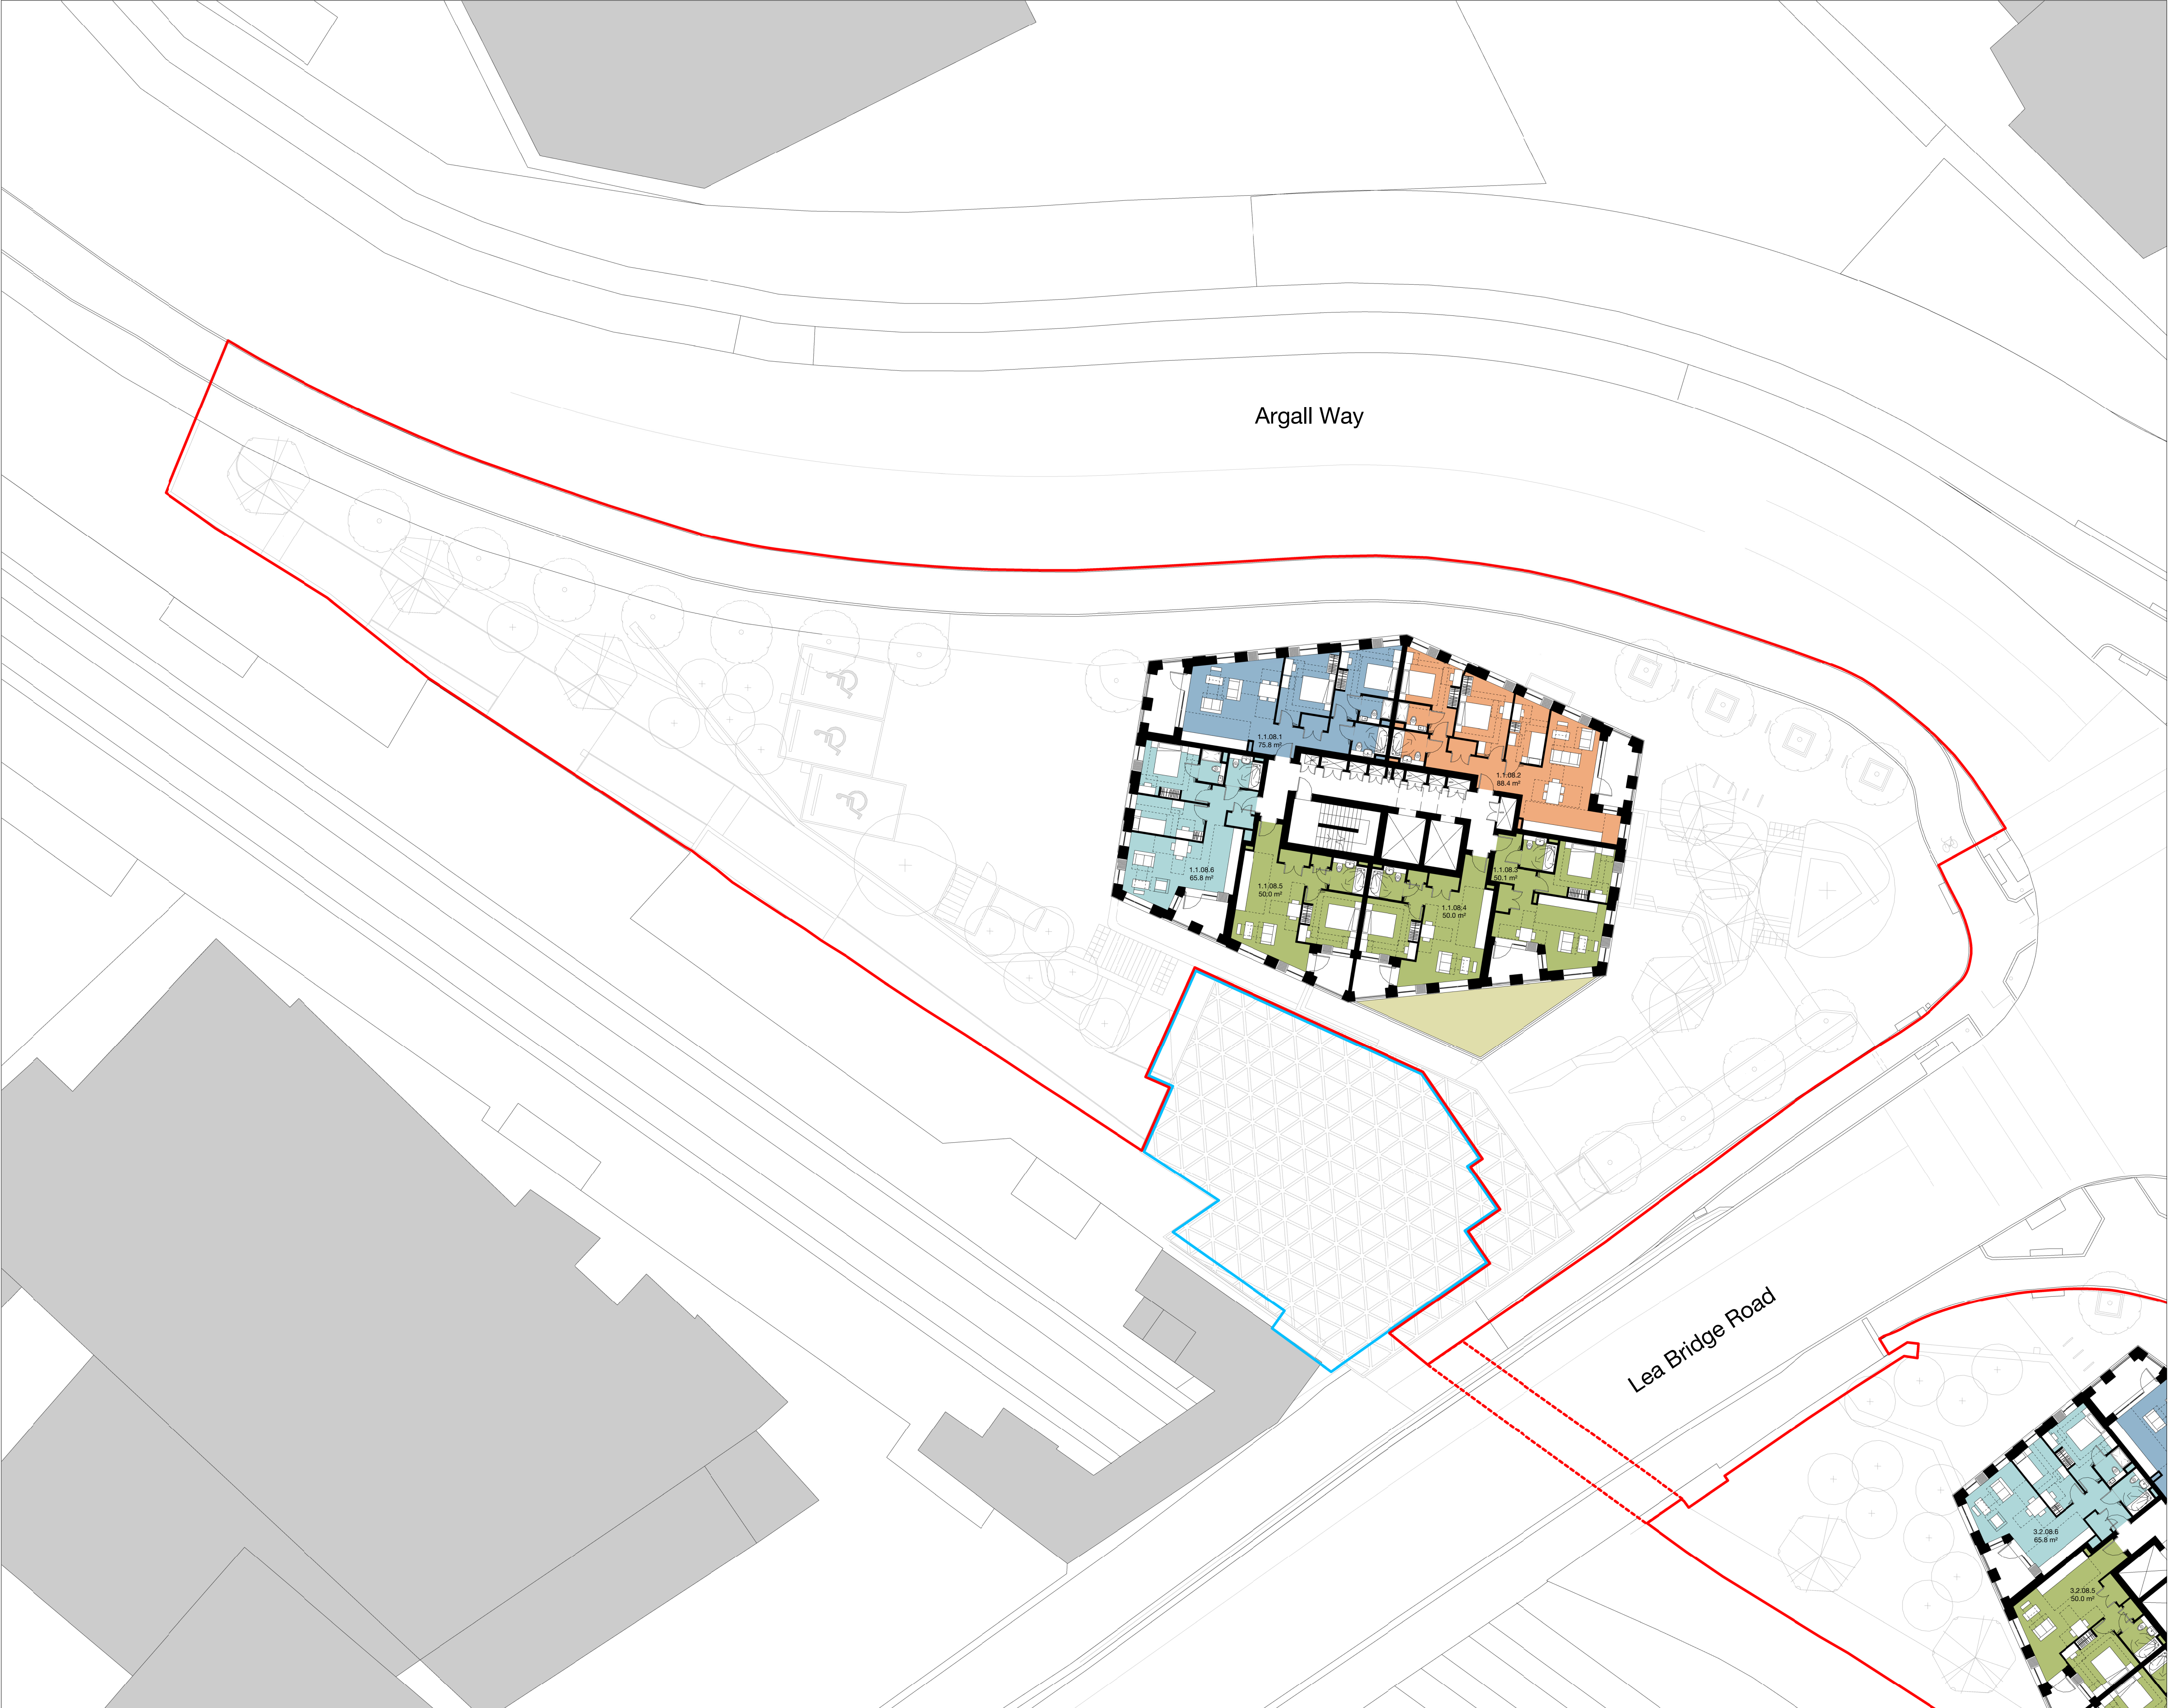 Argall Way
1.1.08.1
75.8 m²
1.1.08.2
88.4 m²
1.1.08.6
65.8 m²
1.1.08.3
50.1 m²
1.1.08.5
50.0 m²
1.1.08.4
50.0 m²
Lea Bridge Road
3.2.08.6
65.8 m²
3.2.08.5
50.0 m²